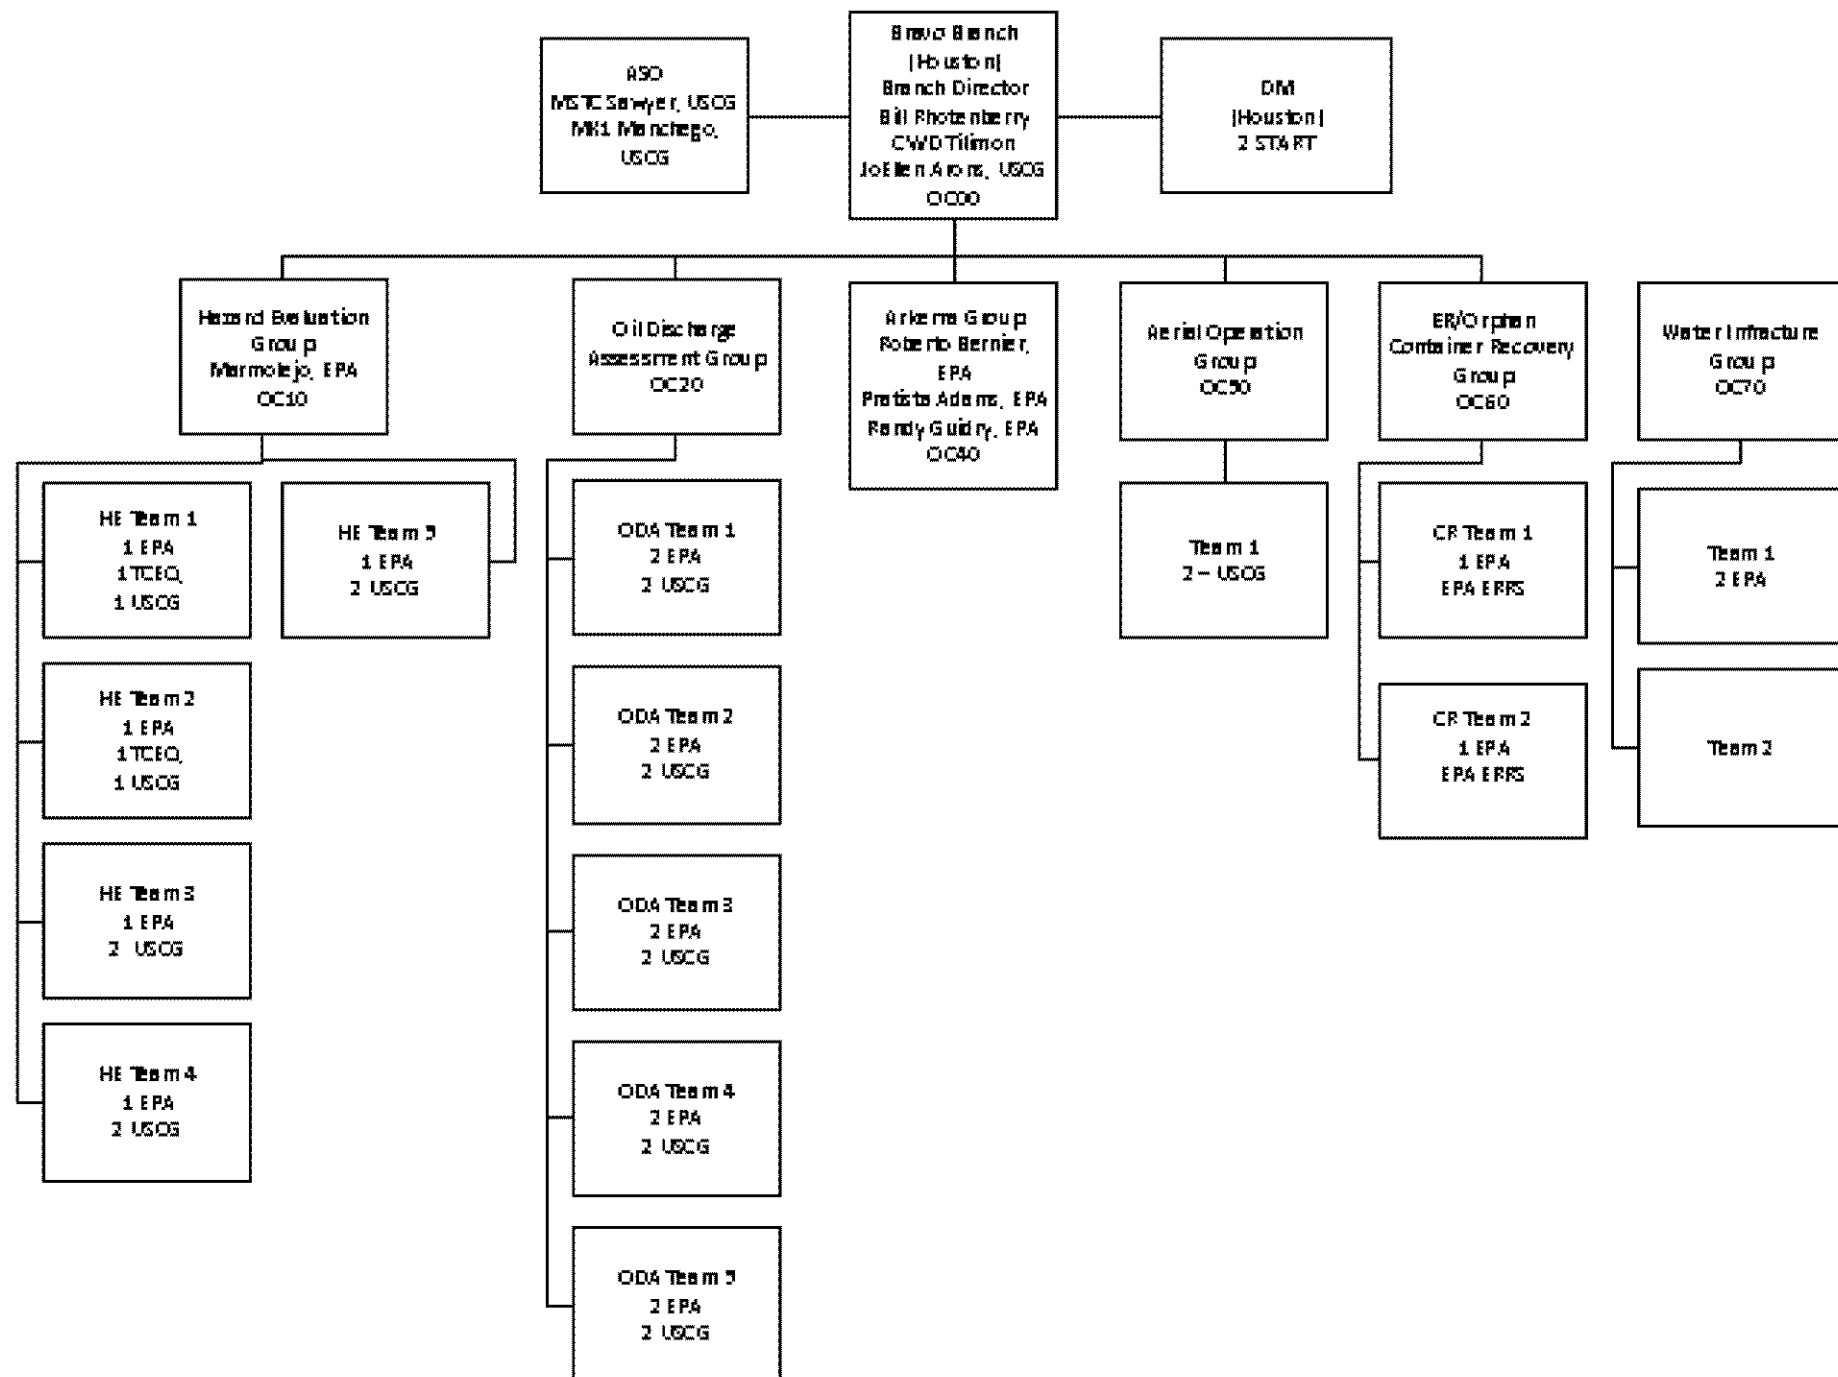 ASO
MSTC Sawyer, USCG
MK1 Manchego,
USCG
Bravo Branch
(Houston)
Branch Director
Bill Rhotenberry
CWO Tilimon
JoEllen Arons, USCG
OC00
DM
(Houston)
2 START
Hazard Evaluation
Group
Marmolejo, EPA
OC10
Oil Discharge
Assessment Group
OC20
Arkema Group
Roberto Bernier,
EPA
Pratista Adams, EPA
Randy Guidry, EPA
OC40
Aerial Operation
Group
OC50
ER/Orphan
Container Recovery
Group
OC60
Water Infracture
Group
OC70
HE Team 1
1 EPA
1 TCEQ,
1 USCG
HE Team 5
1 EPA
2 USCG
ODA Team 1
2 EPA
2 USCG
Team 1
2 – USCG
CR Team 1
1 EPA
EPA ERRS
Team 1
2 EPA
HE Team 2
1 EPA
1 TCEQ,
1 USCG
ODA Team 2
2 EPA
2 USCG
CR Team 2
1 EPA
EPA ERRS
Team 2
HE Team 3
1 EPA
2 USCG
ODA Team 3
2 EPA
2 USCG
HE Team 4
1 EPA
2 USCG
ODA Team 4
2 EPA
2 USCG
ODA Team 5
2 EPA
2 USCG